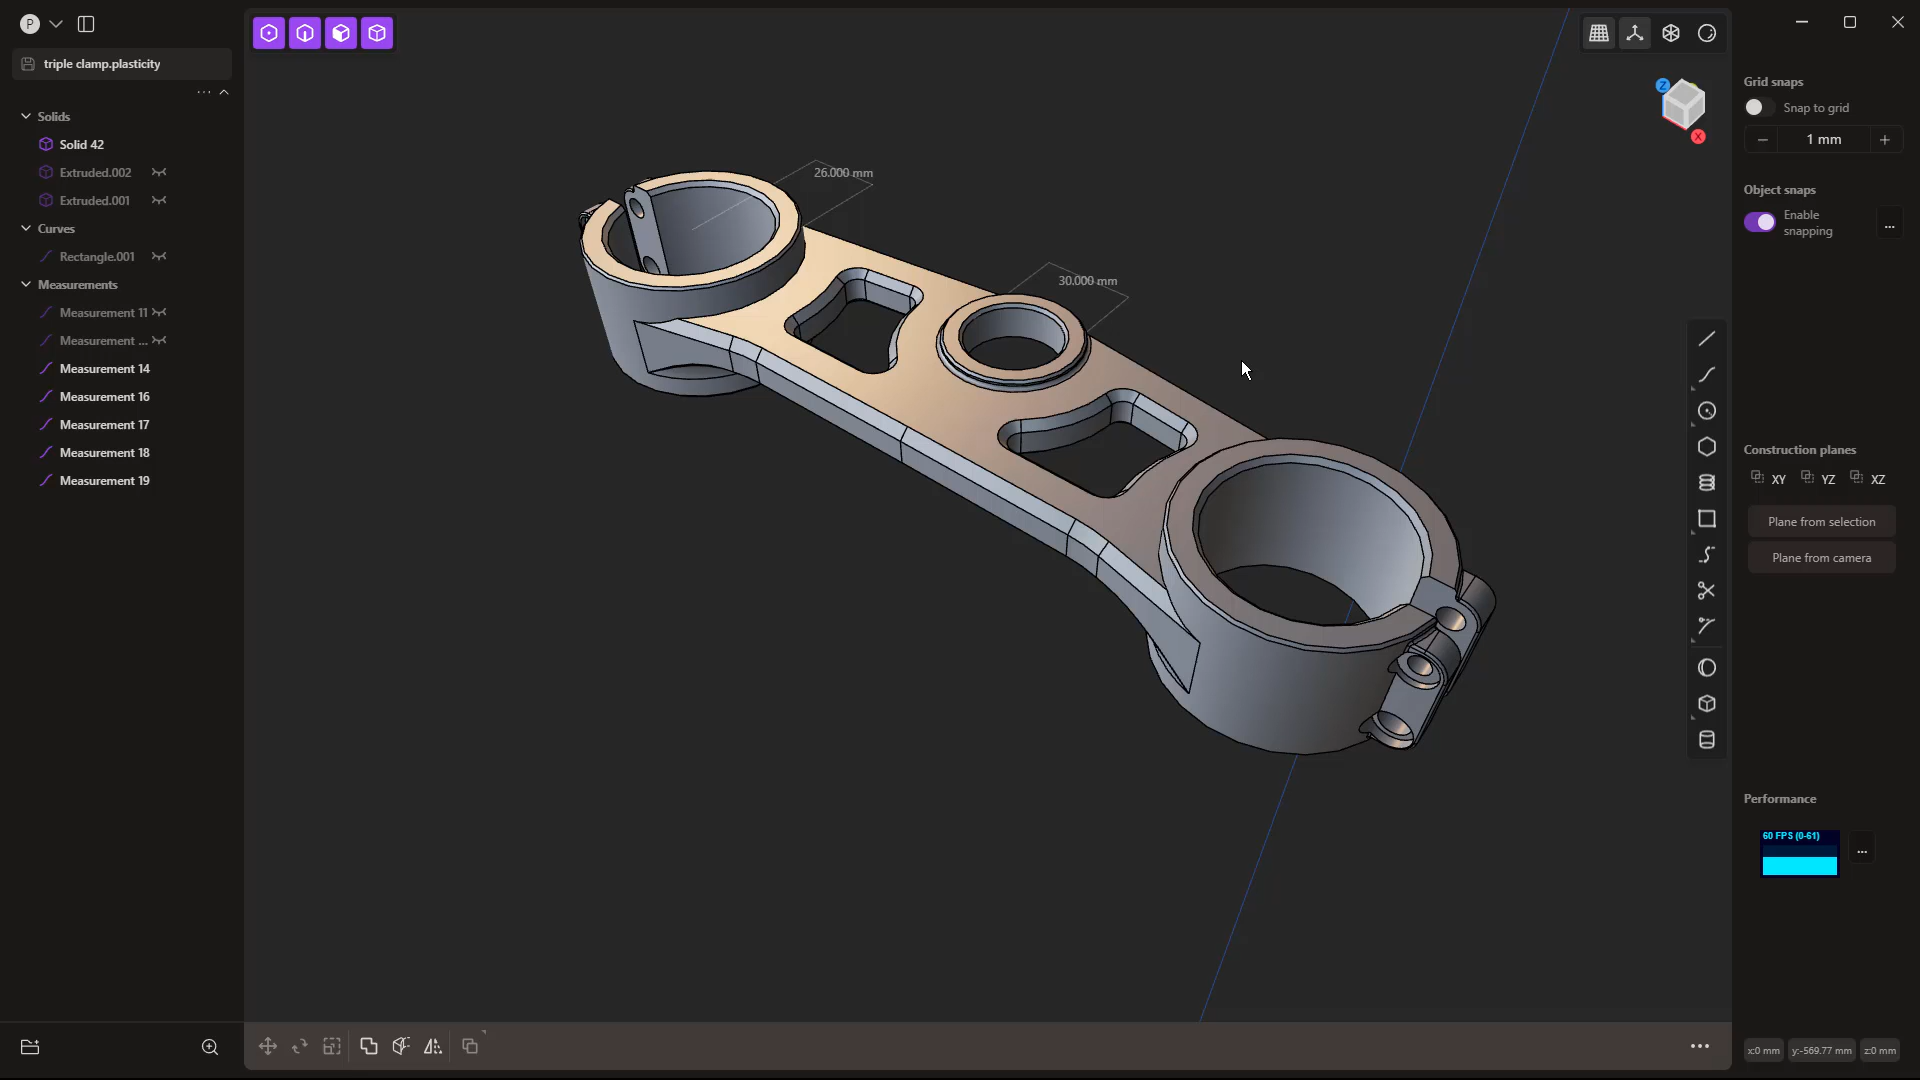 P
triple clamp.plasticity
Solids
Solid 42
Extruded.002
Extruded.001
Curves
Rectangle.001
Measurements
Measurement 11
Measurement ...
Measurement 14
Measurement 16
Measurement 17
Measurement 18
Measurement 19
26.000 mm
30.000 mm
Z
X
Grid snaps
Snap to grid
1 mm
Object snaps
Enable
snapping
...
Construction planes
XY
YZ
XZ
Plane from selection
Plane from camera
Performance
60 FPS (0-61)
...
x:0 mm
y:-569.77 mm
z:0 mm